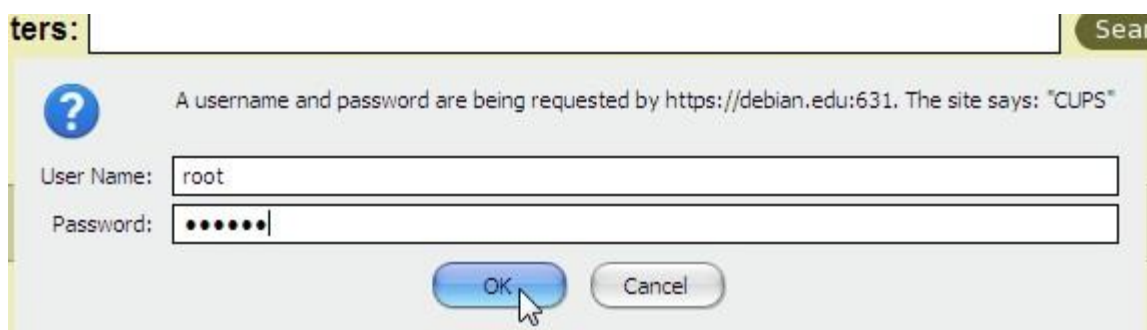 ters:
Sear
A username and password are being requested by https://debian.edu:631. The site says: "CUPS"
User Name: root
Password: ••••••
OK Cancel